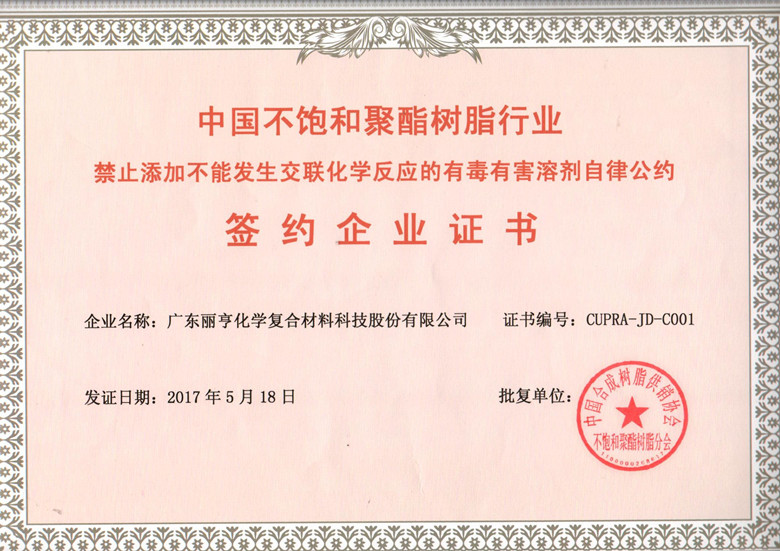 中国不饱和聚酯树脂行业
禁止添加不能发生交联化学反应的有毒有害溶剂自律公约
签约企业证书
企业名称：广东丽亨化学复合材料科技股份有限公司 证书编号：CUPRA-JD-C001
发证日期：2017年5月18日 批复单位：
中国合成树脂供销协会
不饱和聚酯树脂分会